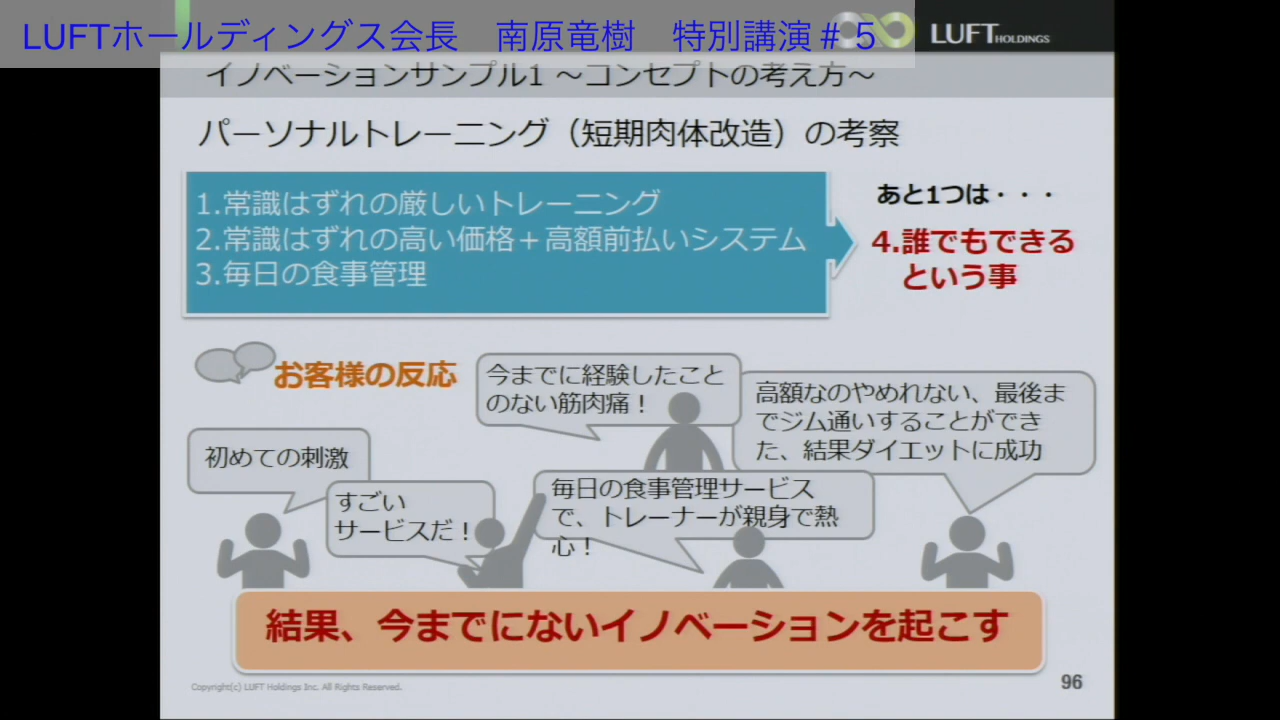 LUFTホールディングス会長　南原竜樹　特別講演＃５
LUFT HOLDINGS
イノベーションサンプル1 ～コンセプトの考え方～
パーソナルトレーニング（短期肉体改造）の考察
1.常識はずれの厳しいトレーニング
2.常識はずれの高い価格＋高額前払いシステム
3.毎日の食事管理
あと1つは・・・
4.誰でもできる
という事
お客様の反応
今までに経験したこと
のない筋肉痛！
高額なのやめれない、最後ま
でジム通いすることができ
た、結果ダイエットに成功
初めての刺激
すごい
サービスだ！
毎日の食事管理サービス
で、トレーナーが親身で熱
心！
結果、今までにないイノベーションを起こす
Copyright(c) LUFT Holdings Inc. All Rights Reserved.
96